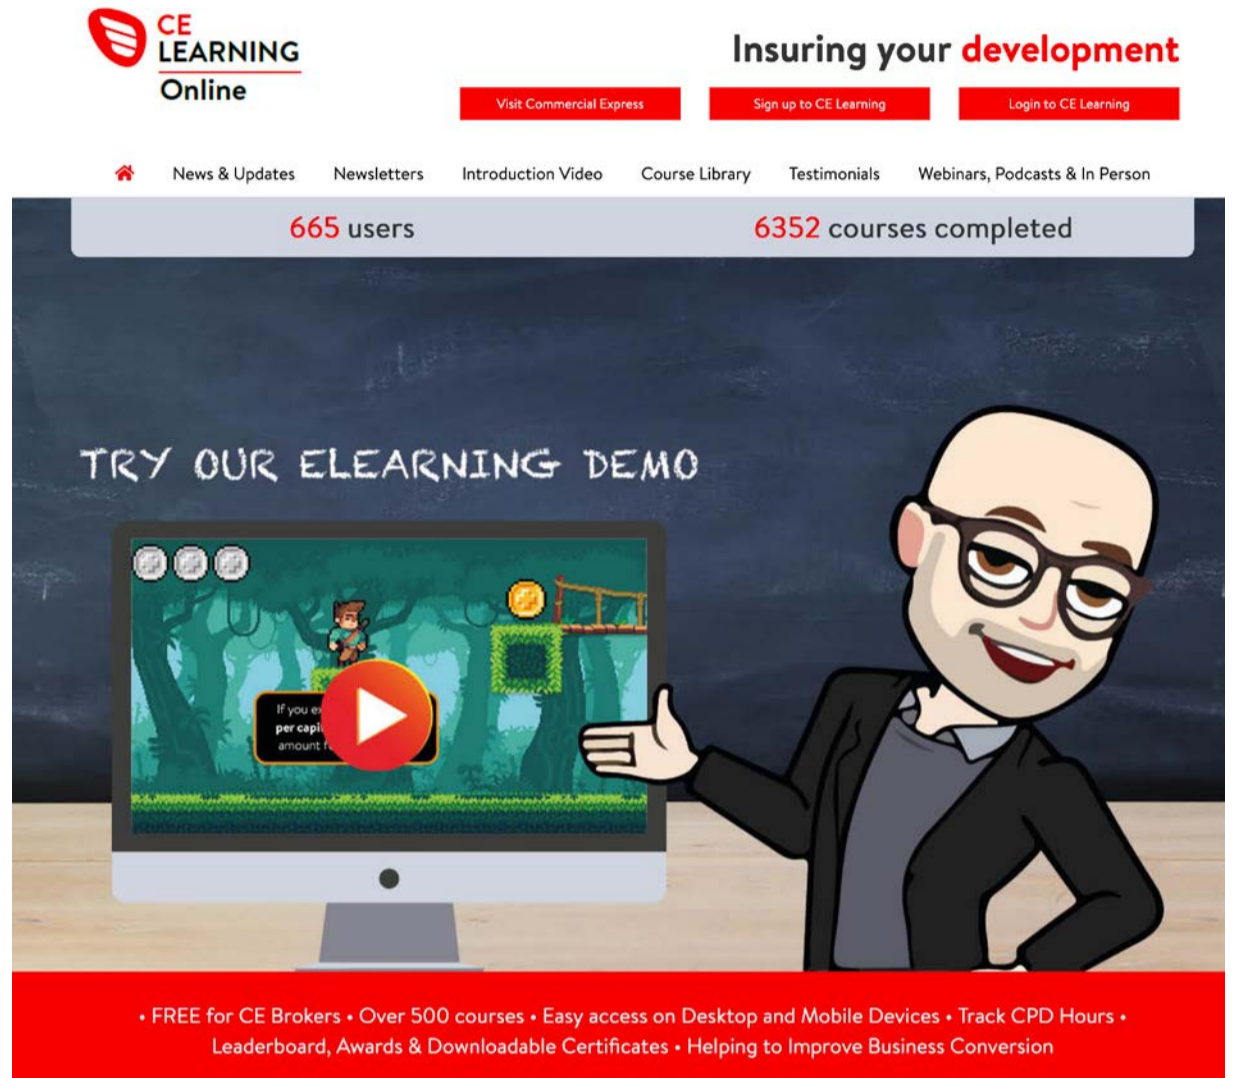 CE
LEARNING
Online
Insuring your development
Visit Commercial Express
Sign up to CE Learning
Login to CE Learning
News & Updates
Newsletters
Introduction Video
Course Library
Testimonials
Webinars, Podcasts & In Person
665 users
6352 courses completed
TRY OUR ELEARNING DEMO
If you
per capi
amount
• FREE for CE Brokers • Over 500 courses • Easy access on Desktop and Mobile Devices • Track CPD Hours •
Leaderboard, Awards & Downloadable Certificates • Helping to Improve Business Conversion